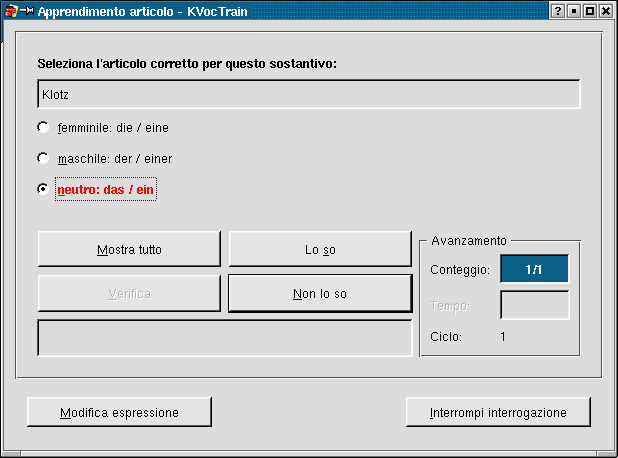 Apprendimento articolo - KVocTrain
Seleziona l'articolo corretto per questo sostantivo:
Klotz
femminile: die / eine
maschile: der / einer
neutro: das / ein
Mostra tutto
Lo so
Verifica
Non lo so
Avanzamento
Conteggio: 1/1
Tempo:
Ciclo: 1
Modifica espressione
Interrompi interrogazione